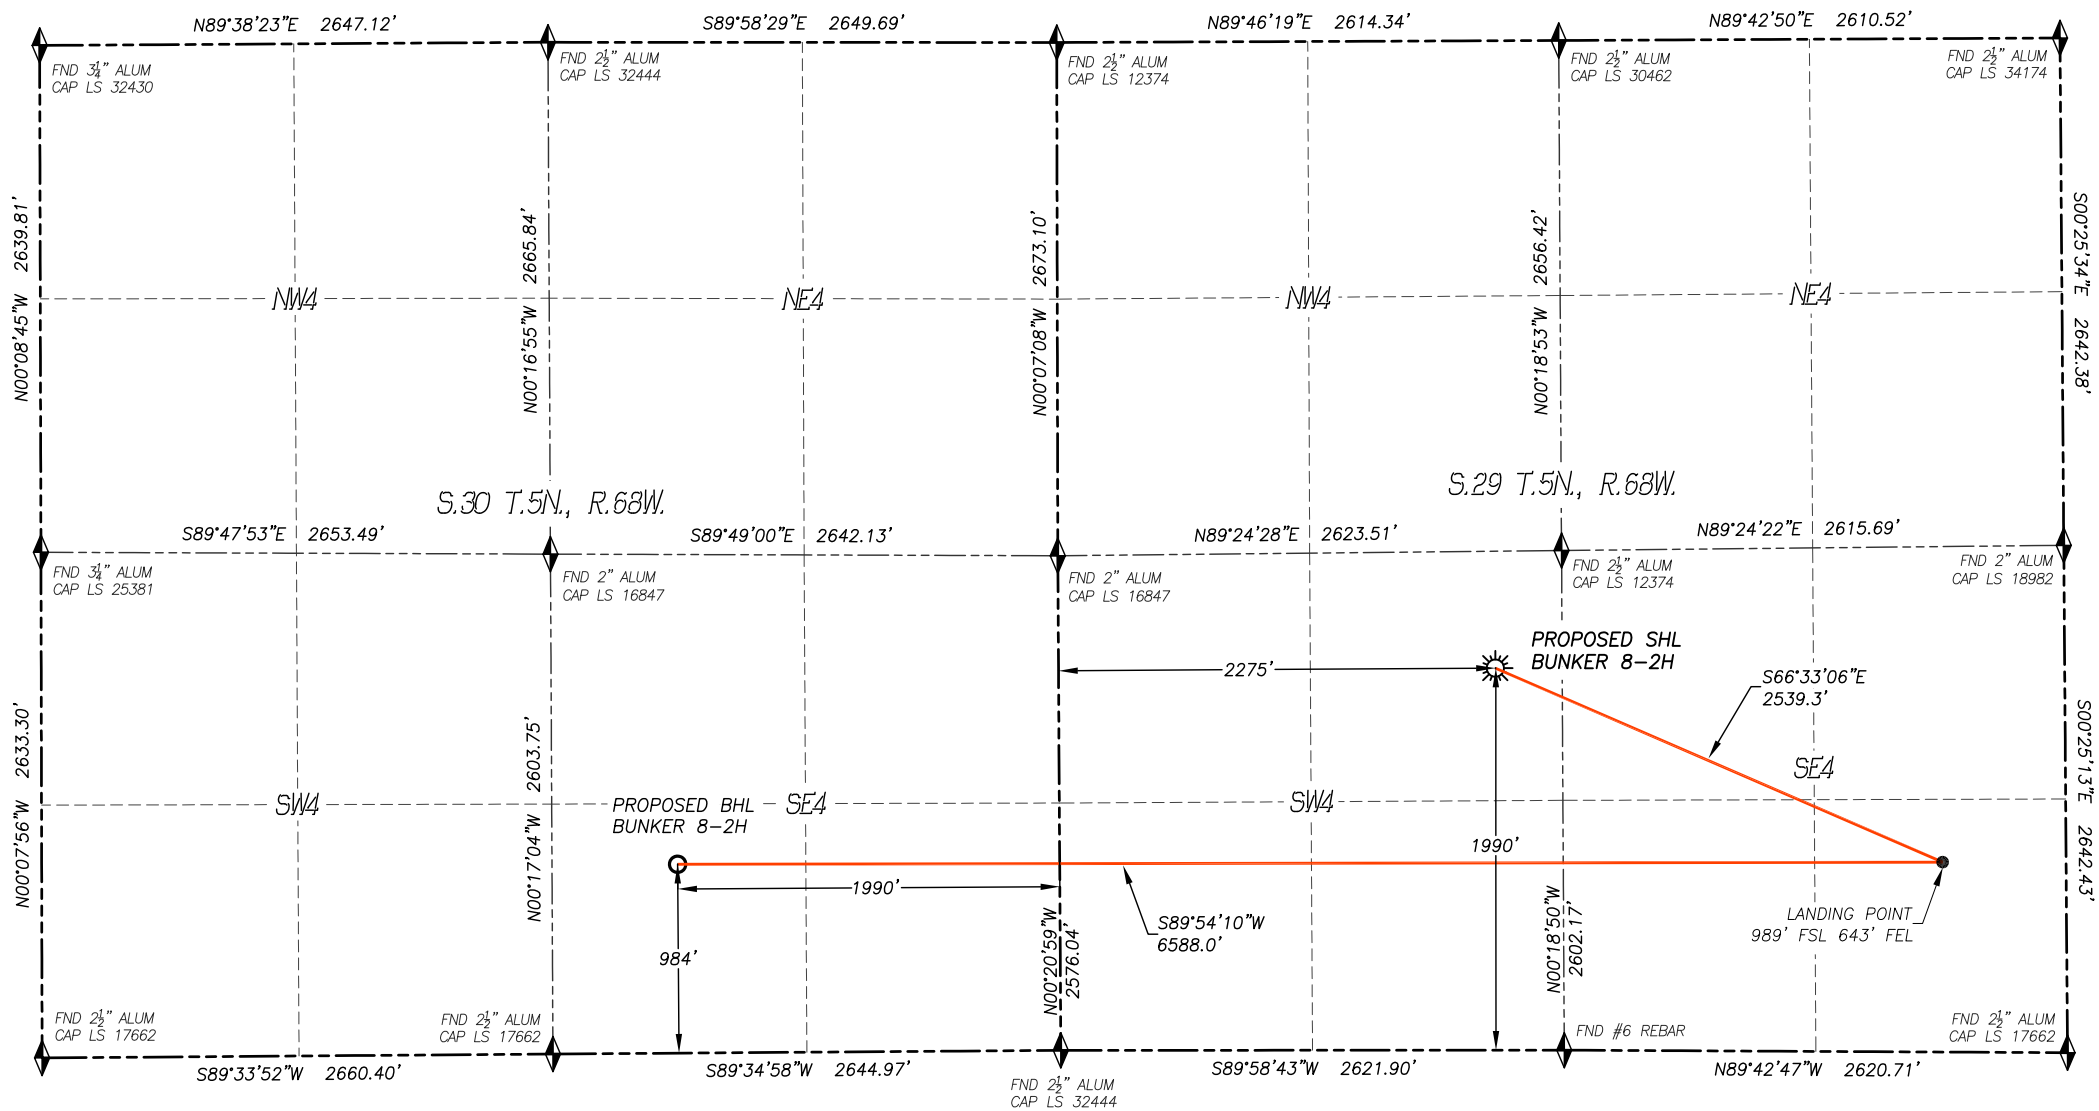 N89°38'23"E 2647.12'
S89°58'29"E 2649.69'
N89°46'19"E 2614.34'
N89°42'50"E 2610.52'
FND 3¼" ALUM
CAP LS 32430
FND 2½" ALUM
CAP LS 32444
FND 2½" ALUM
CAP LS 12374
FND 2½" ALUM
CAP LS 30462
FND 2½" ALUM
CAP LS 34174
N00°08'45"W 2639.81'
N00°16'55"W 2665.84'
N00°07'08"W 2673.10'
N00°18'53"W 2656.42'
S00°25'34"E 2642.38'
NW4
NE4
NW4
NE4
S.30 T.5N., R.68W.
S.29 T.5N., R.68W.
S89°47'53"E 2653.49'
S89°49'00"E 2642.13'
N89°24'28"E 2623.51'
N89°24'22"E 2615.69'
FND 3¼" ALUM
CAP LS 25381
FND 2" ALUM
CAP LS 16847
FND 2" ALUM
CAP LS 16847
FND 2½" ALUM
CAP LS 12374
FND 2" ALUM
CAP LS 18982
PROPOSED SHL
BUNKER 8-2H
2275'
S66°33'06"E
2539.3'
N00°07'56"W 2633.30'
N00°17'04"W 2603.75'
S00°25'13"E 2642.43'
SE4
SW4
PROPOSED BHL
BUNKER 8-2H
SE4
SW4
1990'
1990'
984'
S89°54'10"W
6588.0'
N00°20'59"W
2576.04'
N00°18'50"W
2602.17'
LANDING POINT
989' FSL 643' FEL
FND 2½" ALUM
CAP LS 17662
FND 2½" ALUM
CAP LS 17662
FND #6 REBAR
FND 2½" ALUM
CAP LS 17662
S89°33'52"W 2660.40'
S89°34'58"W 2644.97'
S89°58'43"W 2621.90'
N89°42'47"W 2620.71'
FND 2½" ALUM
CAP LS 32444